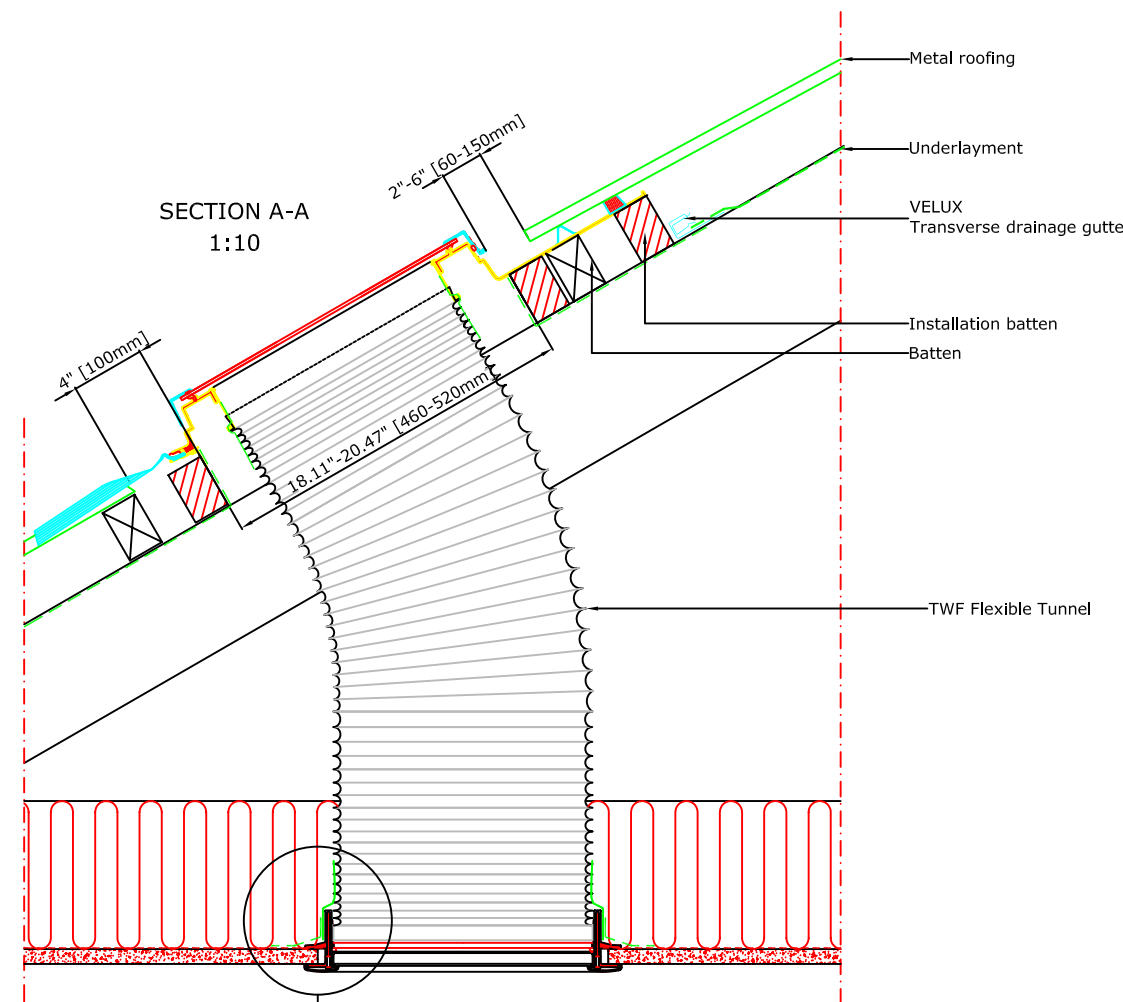 Metal roofing
2"-6" [60-150mm]
Underlayment
SECTION A-A
1:10
VELUX
Transverse drainage gutte
4" [100mm]
Installation batten
Batten
18.11"-20.47" [460-520mm]
TWF Flexible Tunnel